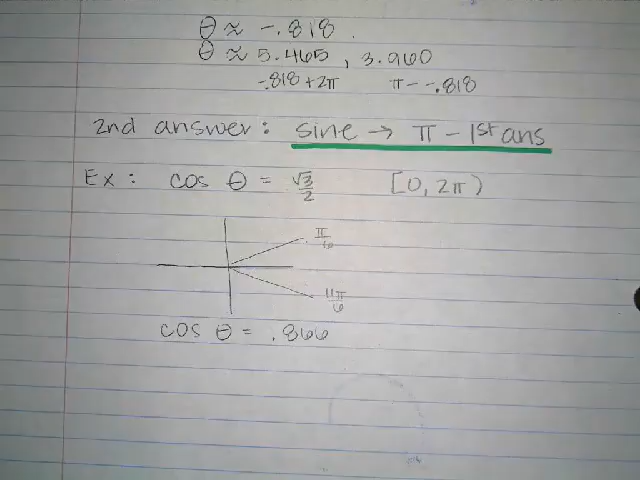 θ ≈ -.818.
θ ≈ 5.465, 3.960
-.818+2π π--.818
2nd answer: sine → π - 1st ans
Ex: cos θ = √3/2 [0, 2π)
π/6
11π/6
cos θ = .866